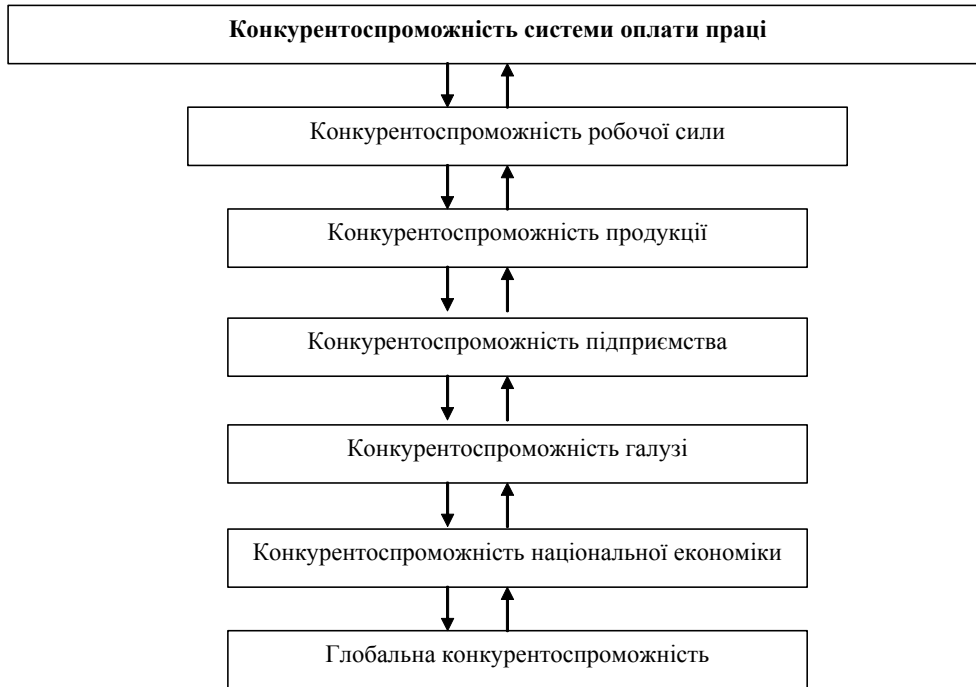 Конкурентоспроможність системи оплати праці
Конкурентоспроможність робочої сили
Конкурентоспроможність продукції
Конкурентоспроможність підприємства
Конкурентоспроможність галузі
Конкурентоспроможність національної економіки
Глобальна конкурентоспроможність